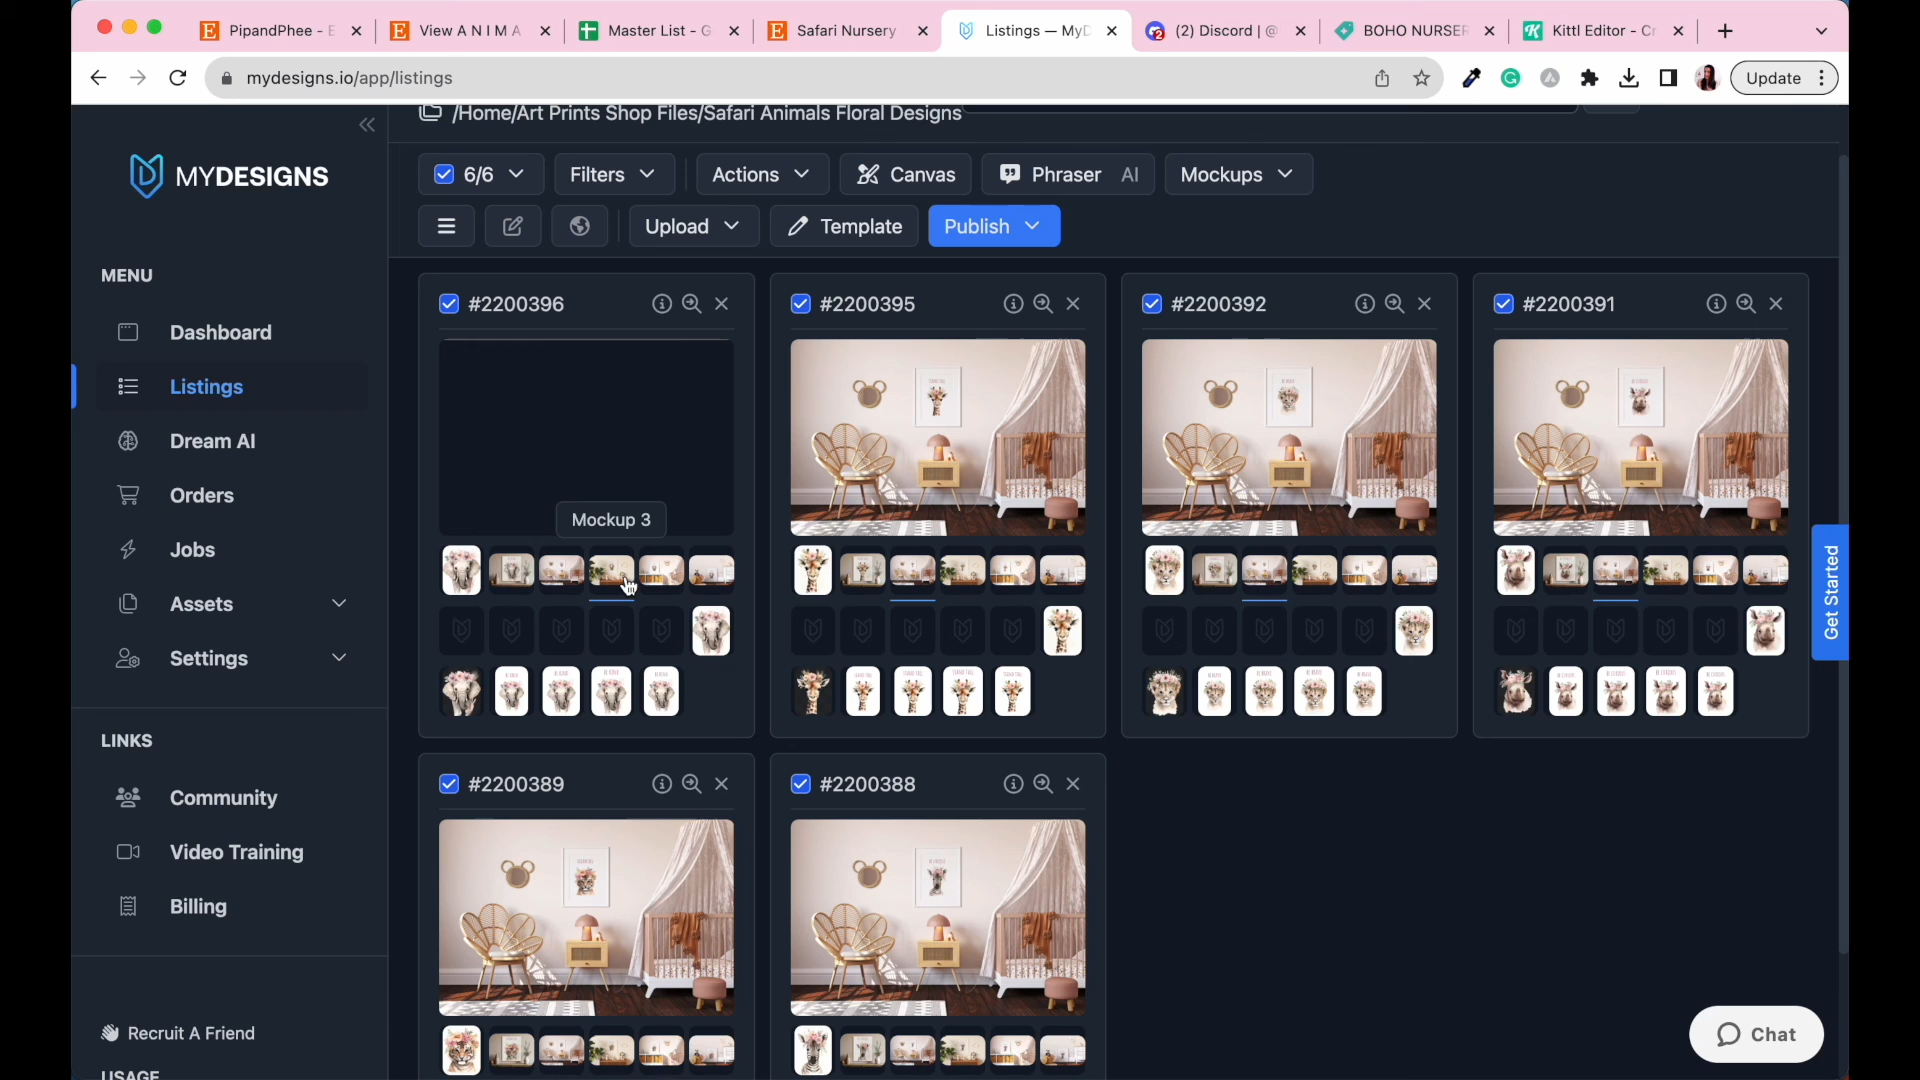 PipandPhee - E
View A N I M A
Master List - G
Safari Nursery
Listings — MyD
(2) Discord | @
BOHO NURSER
Kittl Editor - Cr
mydesigns.io/app/listings
Update
/Home/Art Prints Shop Files/Safari Animals Floral Designs
MYDESIGNS
6/6
Filters
Actions
Canvas
Phraser AI
Mockups
Upload
Template
Publish
MENU
Dashboard
Listings
Dream AI
Orders
Jobs
Assets
Settings
LINKS
Community
Video Training
Billing
Recruit A Friend
USAGE
#2200396
#2200395
#2200392
#2200391
Mockup 3
#2200389
#2200388
Get Started
Chat